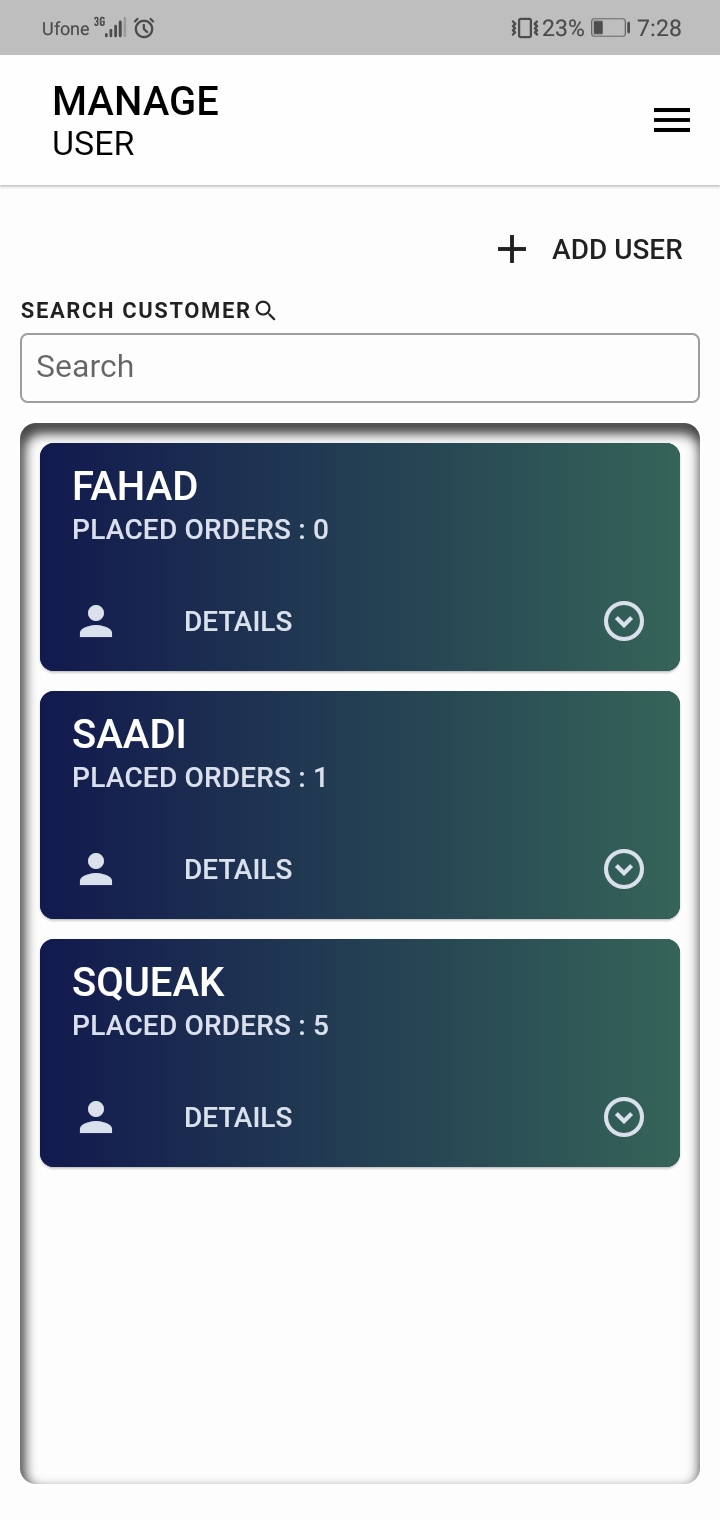 Ufone 3G 23% 7:28
MANAGE
USER
ADD USER
SEARCH CUSTOMER
Search
FAHAD
PLACED ORDERS : 0
DETAILS
SAADI
PLACED ORDERS : 1
DETAILS
SQUEAK
PLACED ORDERS : 5
DETAILS